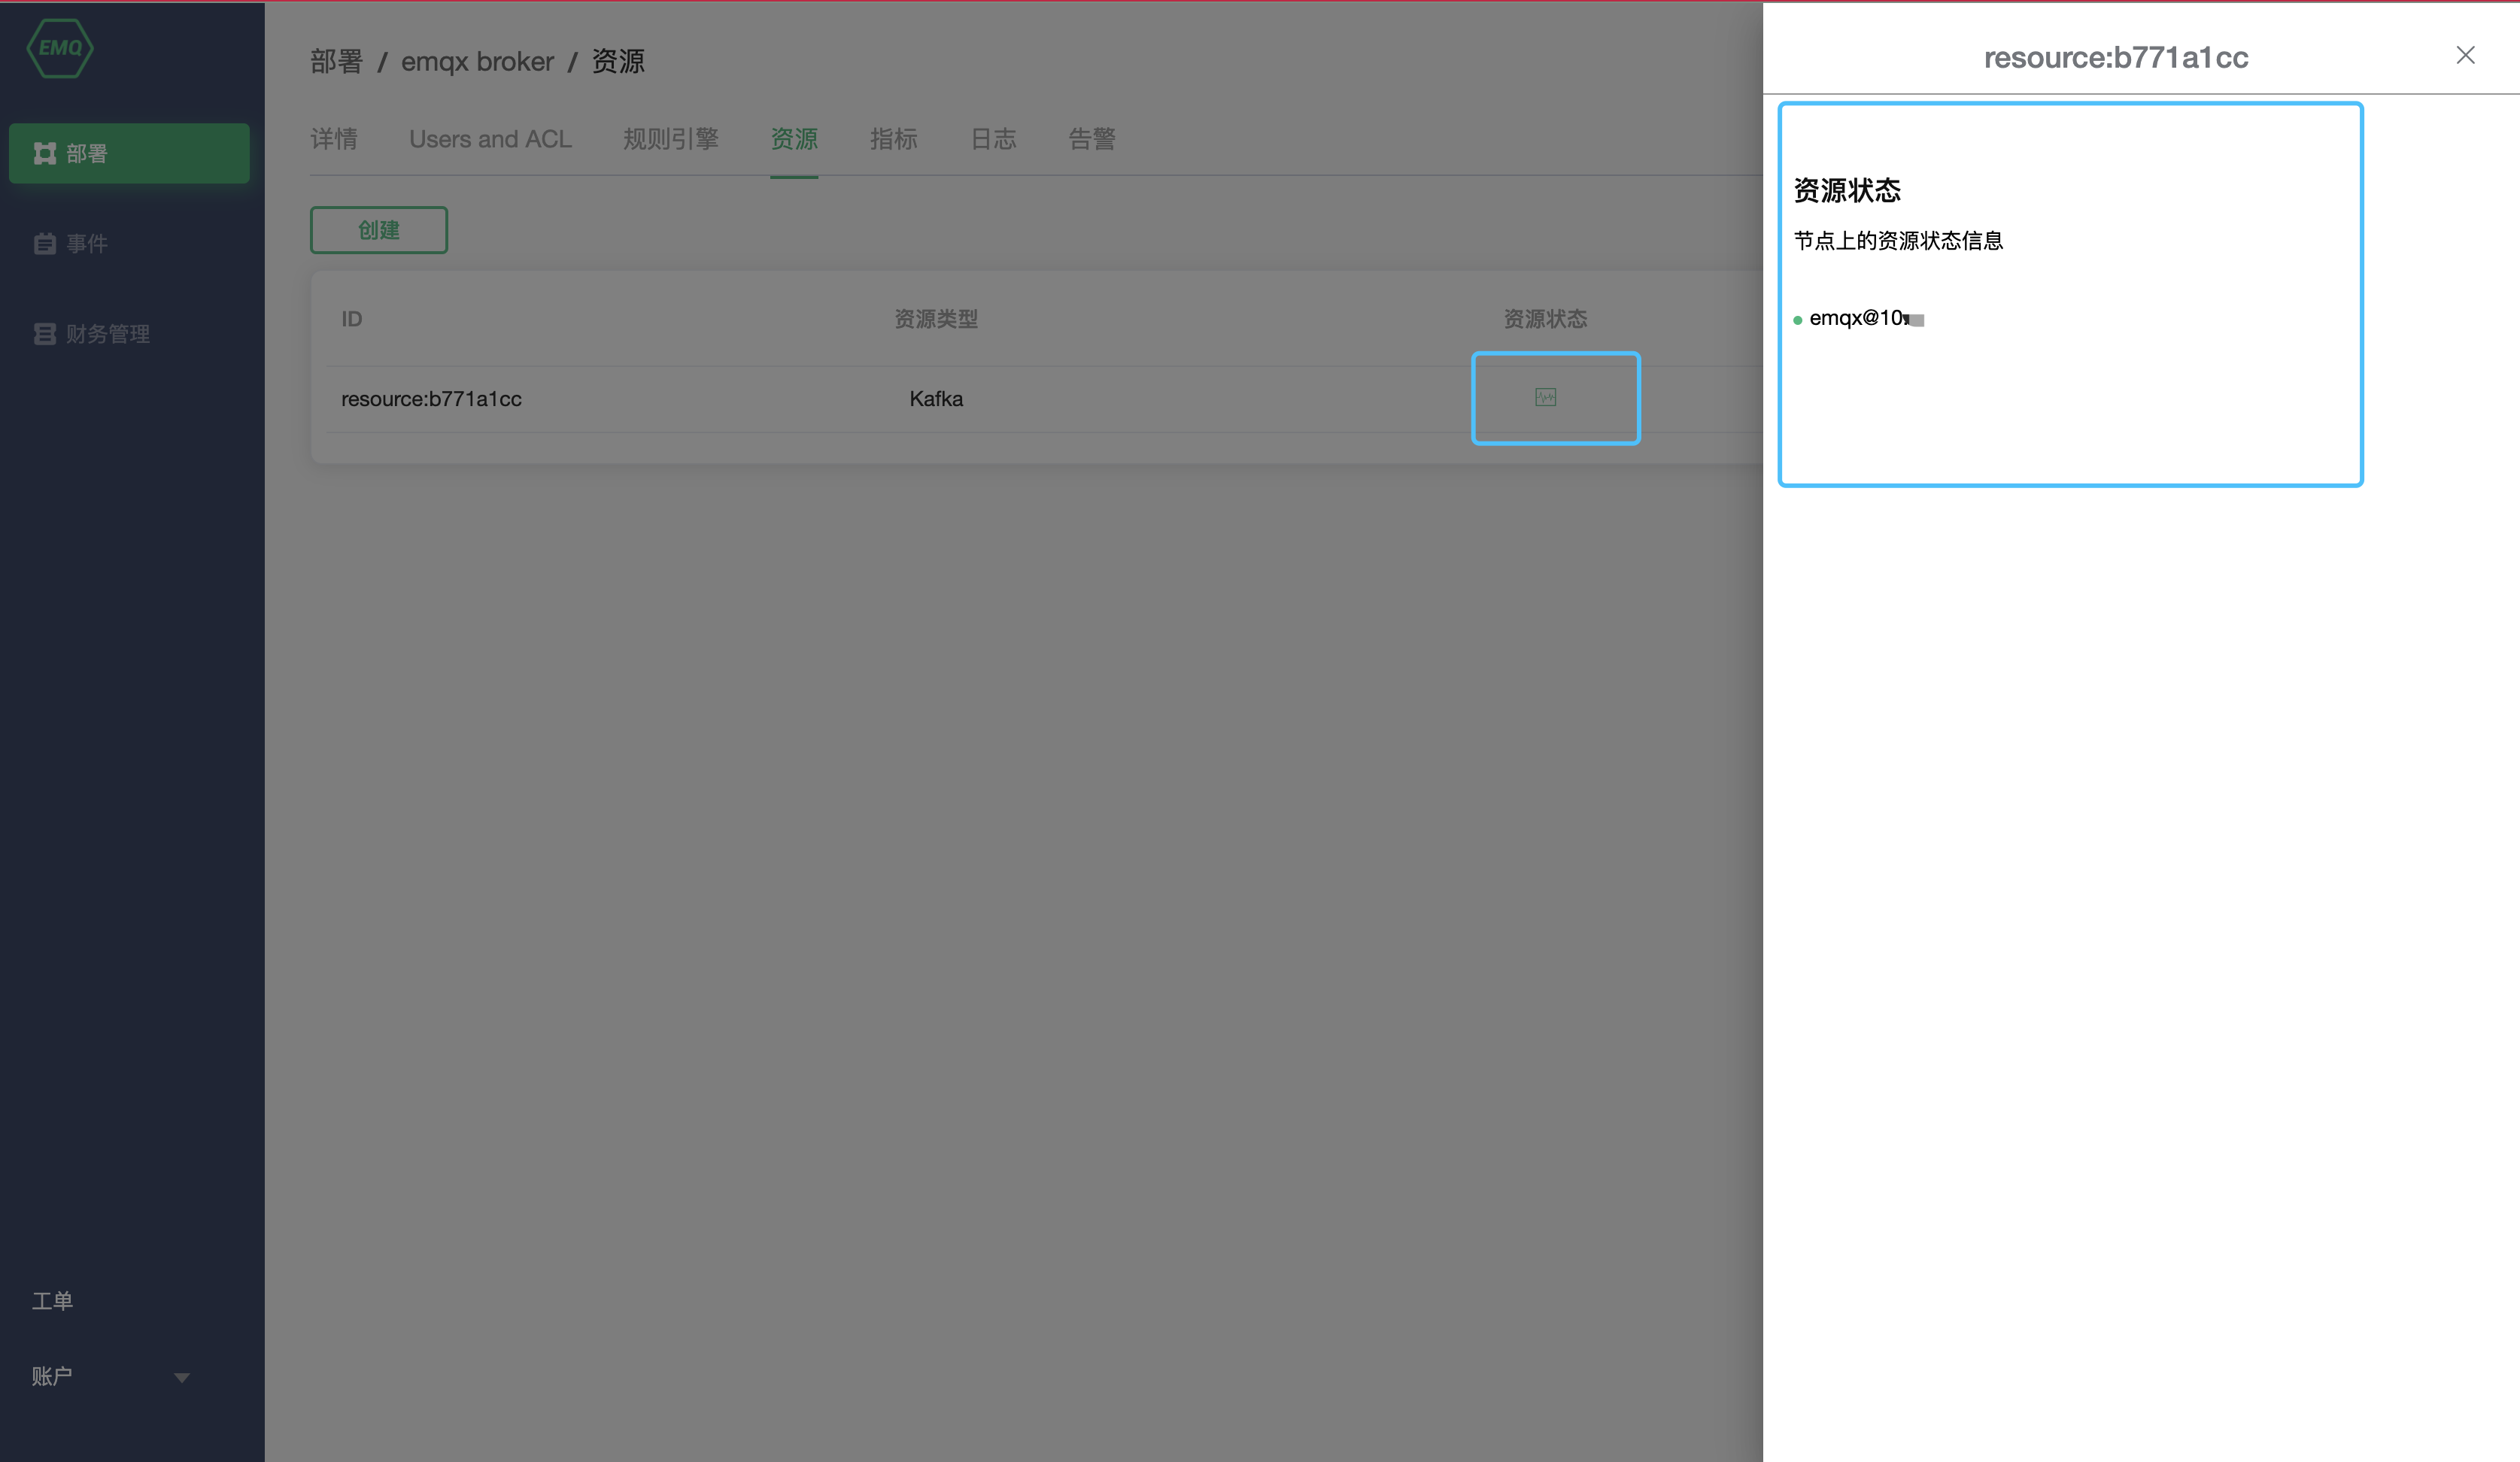 EMQ
部署
事件
财务管理
工单
账户
部署 / emqx broker / 资源
详情 Users and ACL 规则引擎 资源 指标 日志 告警
创建
ID 资源类型 资源状态
resource:b771a1cc Kafka
resource:b771a1cc
资源状态
节点上的资源状态信息
emqx@10